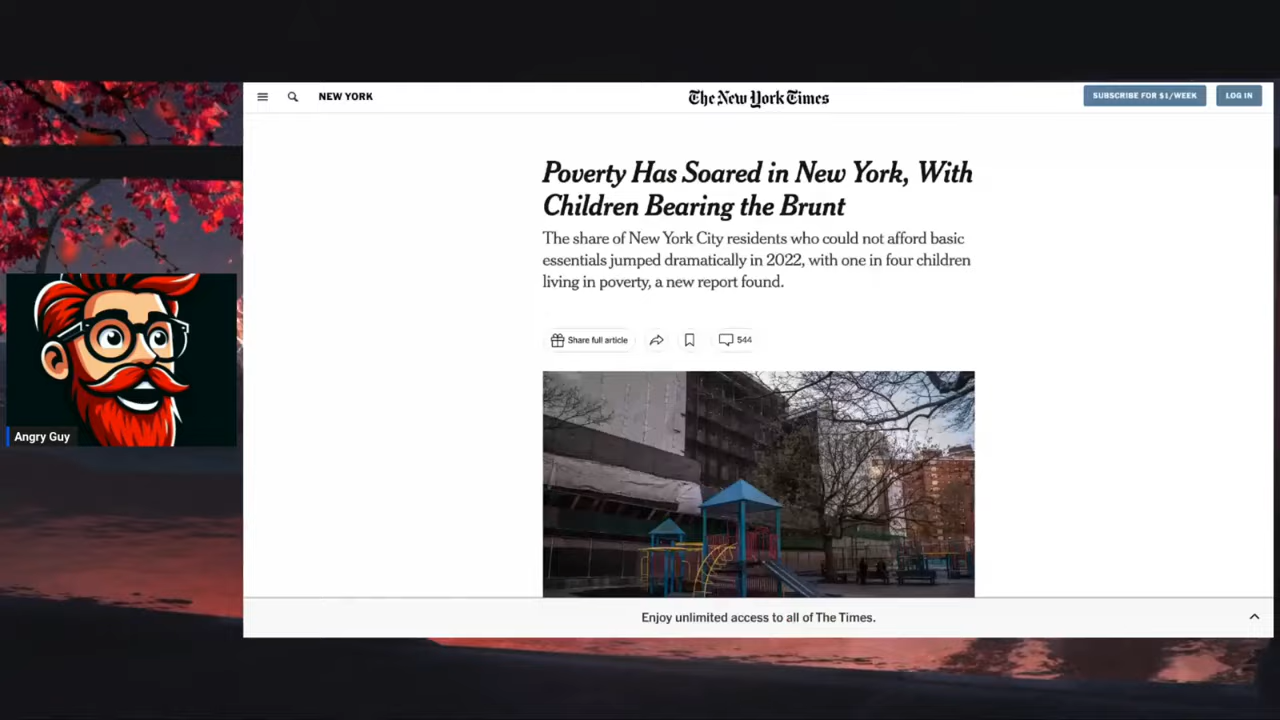 NEW YORK
The New York Times
SUBSCRIBE FOR $1/WEEK
LOG IN
Poverty Has Soared in New York, With
Children Bearing the Brunt
The share of New York City residents who could not afford basic
essentials jumped dramatically in 2022, with one in four children
living in poverty, a new report found.
Share full article
544
Angry Guy
Enjoy unlimited access to all of The Times.